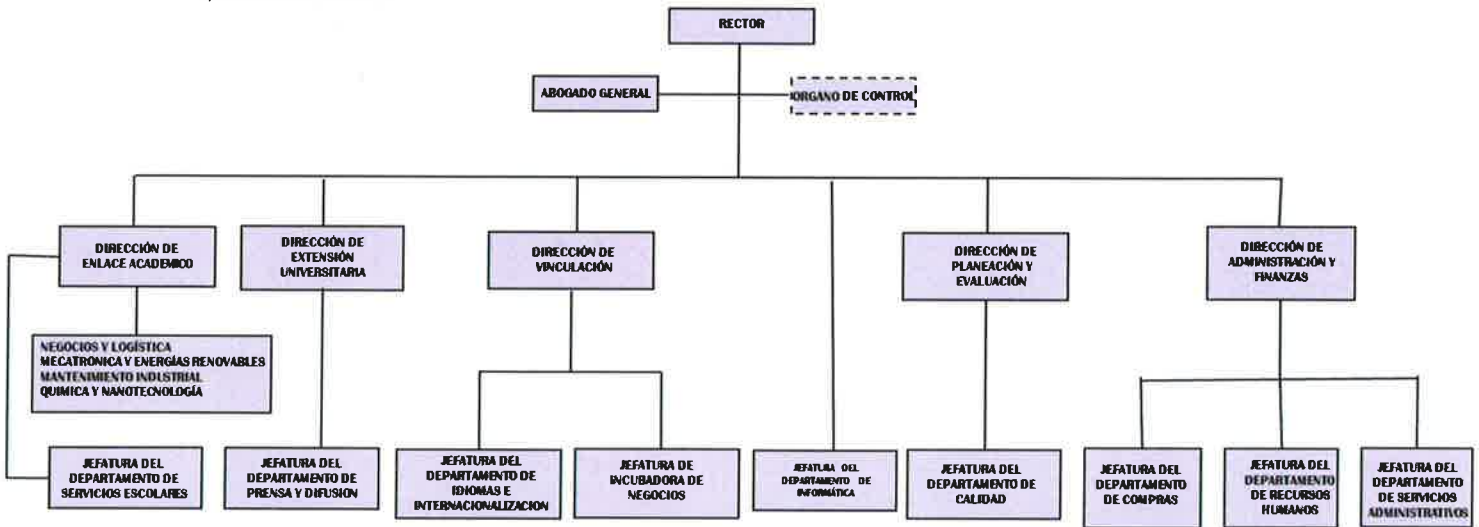 RECTOR
ABOGADO GENERAL
ORGANO DE CONTROL
DIRECCIÓN DE
ENLACE ACADEMICO
DIRECCIÓN DE
EXTENSIÓN
UNIVERSITARIA
DIRECCIÓN DE
VINCULACIÓN
DIRECCIÓN DE
PLANEACIÓN Y
EVALUACIÓN
DIRECCIÓN DE
ADMINISTRACIÓN Y
FINANZAS
NEGOCIOS Y LOGÍSTICA
MECATRONICA Y ENERGÍAS RENOVABLES
MANTENIMIENTO INDUSTRIAL
QUIMICA Y NANOTECNOLOGÍA
JEFATURA DEL
DEPARTAMENTO DE
SERVICIOS ESCOLARES
JEFATURA DEL
DEPARTAMENTO DE
PRENSA Y DIFUSION
JEFATURA DEL
DEPARTAMENTO DE
IDIOMAS E
INTERNACIONALIZACION
JEFATURA DE
INCUBADORA DE
NEGOCIOS
JEFATURA DEL
DEPARTAMENTO DE
INFORMÁTICA
JEFATURA DEL
DEPARTAMENTO DE
CALIDAD
JEFATURA DEL
DEPARTAMENTO
DE COMPRAS
JEFATURA DEL
DEPARTAMENTO
DE RECURSOS
HUMANOS
JEFATURA DEL
DEPARTAMENTO
DE SERVICIOS
ADMINISTRATIVOS